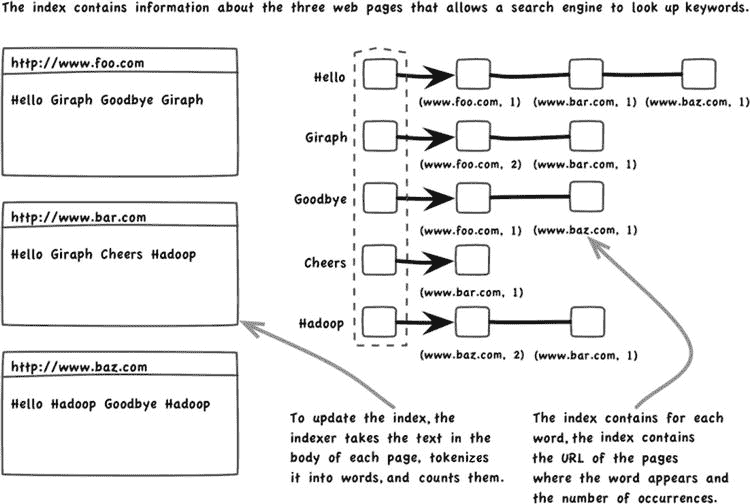 The index contains information about the three web pages that allows a search engine to look up keywords.
http://www.foo.com
Hello Giraph Goodbye Giraph
http://www.bar.com
Hello Giraph Cheers Hadoop
http://www.baz.com
Hello Hadoop Goodbye Hadoop
Hello
(www.foo.com, 1) (www.bar.com, 1) (www.baz.com, 1)
Giraph
(www.foo.com, 2) (www.bar.com, 1)
Goodbye
(www.foo.com, 1) (www.baz.com, 1)
Cheers
(www.bar.com, 1)
Hadoop
(www.baz.com, 2) (www.bar.com, 1)
To update the index, the
indexer takes the text in the
body of each page, tokenizes
it into words, and counts them.
The index contains for each
word, the index contains
the URL of the pages
where the word appears and
the number of occurrences.